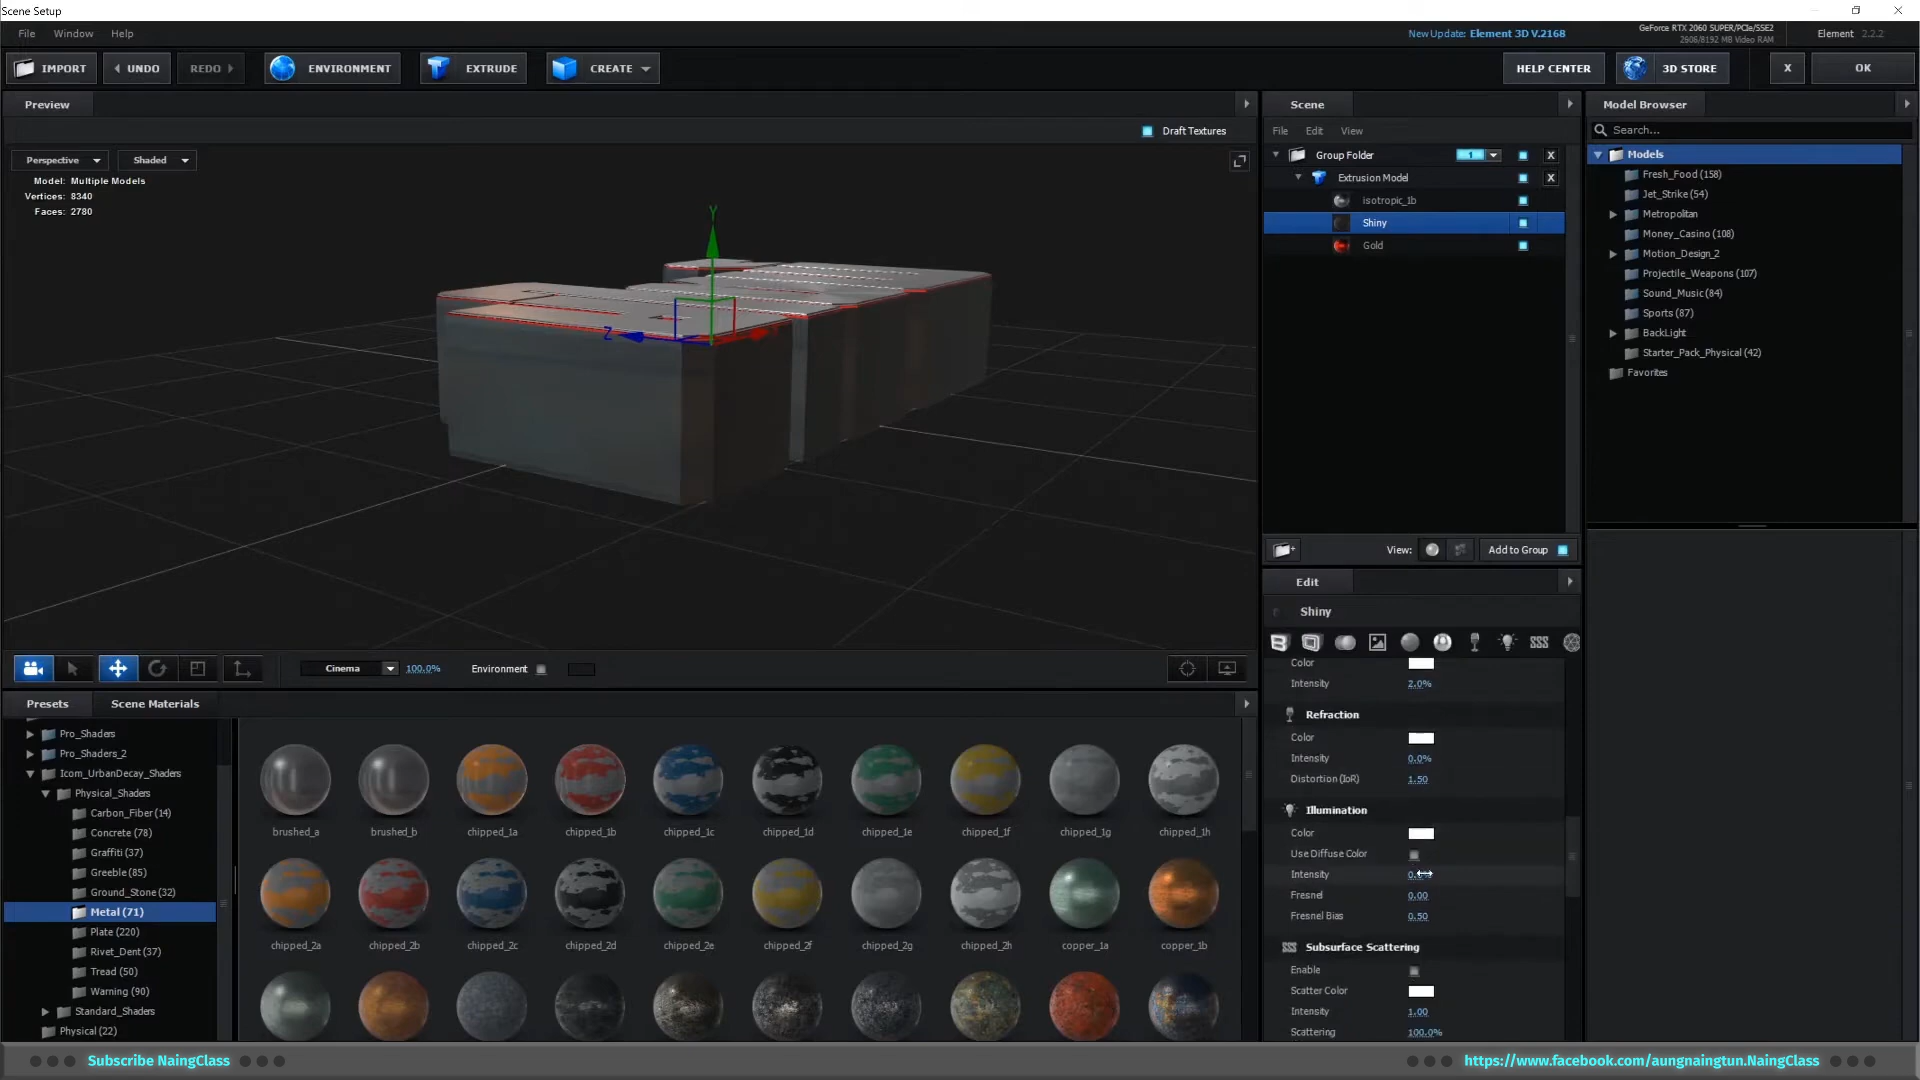 Scene Setup
File Window Help
New Update: Element 3D V.2168
GeForce RTX 2060 SUPER/PCIe/SSE2
2606/8192 MB Video RAM
Element 2.2.2
IMPORT UNDO REDO ENVIRONMENT EXTRUDE CREATE HELP CENTER 3D STORE X OK
Preview
Draft Textures
Perspective Shaded
Model: Multiple Models
Vertices: 8340
Faces: 2780
Y
Z
Cinema 100.0% Environment
Scene
File Edit View
Group Folder 1 X
Extrusion Model X
isotropic_1b
Shiny
Gold
View: Add to Group
Model Browser
Search...
Models
Fresh_Food (158)
Jet_Strike (54)
Metropolitan
Money_Casino (108)
Motion_Design_2
Projectile_Weapons (107)
Sound_Music (84)
Sports (87)
BackLight
Starter_Pack_Physical (42)
Favorites
Edit
Shiny
Color
Intensity 2.0%
Refraction
Color
Intensity 0.0%
Distortion (IoR) 1.50
Illumination
Color
Use Diffuse Color
Intensity
Fresnel 0.00
Fresnel Bias 0.50
Subsurface Scattering
Enable
Scatter Color
Intensity 1.00
Scattering 100.0%
Presets Scene Materials
Pro_Shaders
Pro_Shaders_2
Icom_UrbanDecay_Shaders
Physical_Shaders
Carbon_Fiber (14)
Concrete (78)
Graffiti (37)
Greeble (85)
Ground_Stone (32)
Metal (71)
Plate (220)
Rivet_Dent (37)
Tread (50)
Warning (90)
Standard_Shaders
Physical (22)
brushed_a brushed_b chipped_1a chipped_1b chipped_1c chipped_1d chipped_1e chipped_1f chipped_1g chipped_1h
chipped_2a chipped_2b chipped_2c chipped_2d chipped_2e chipped_2f chipped_2g chipped_2h copper_1a copper_1b
Subscribe NaingClass
https://www.facebook.com/aungnaingtun.NaingClass